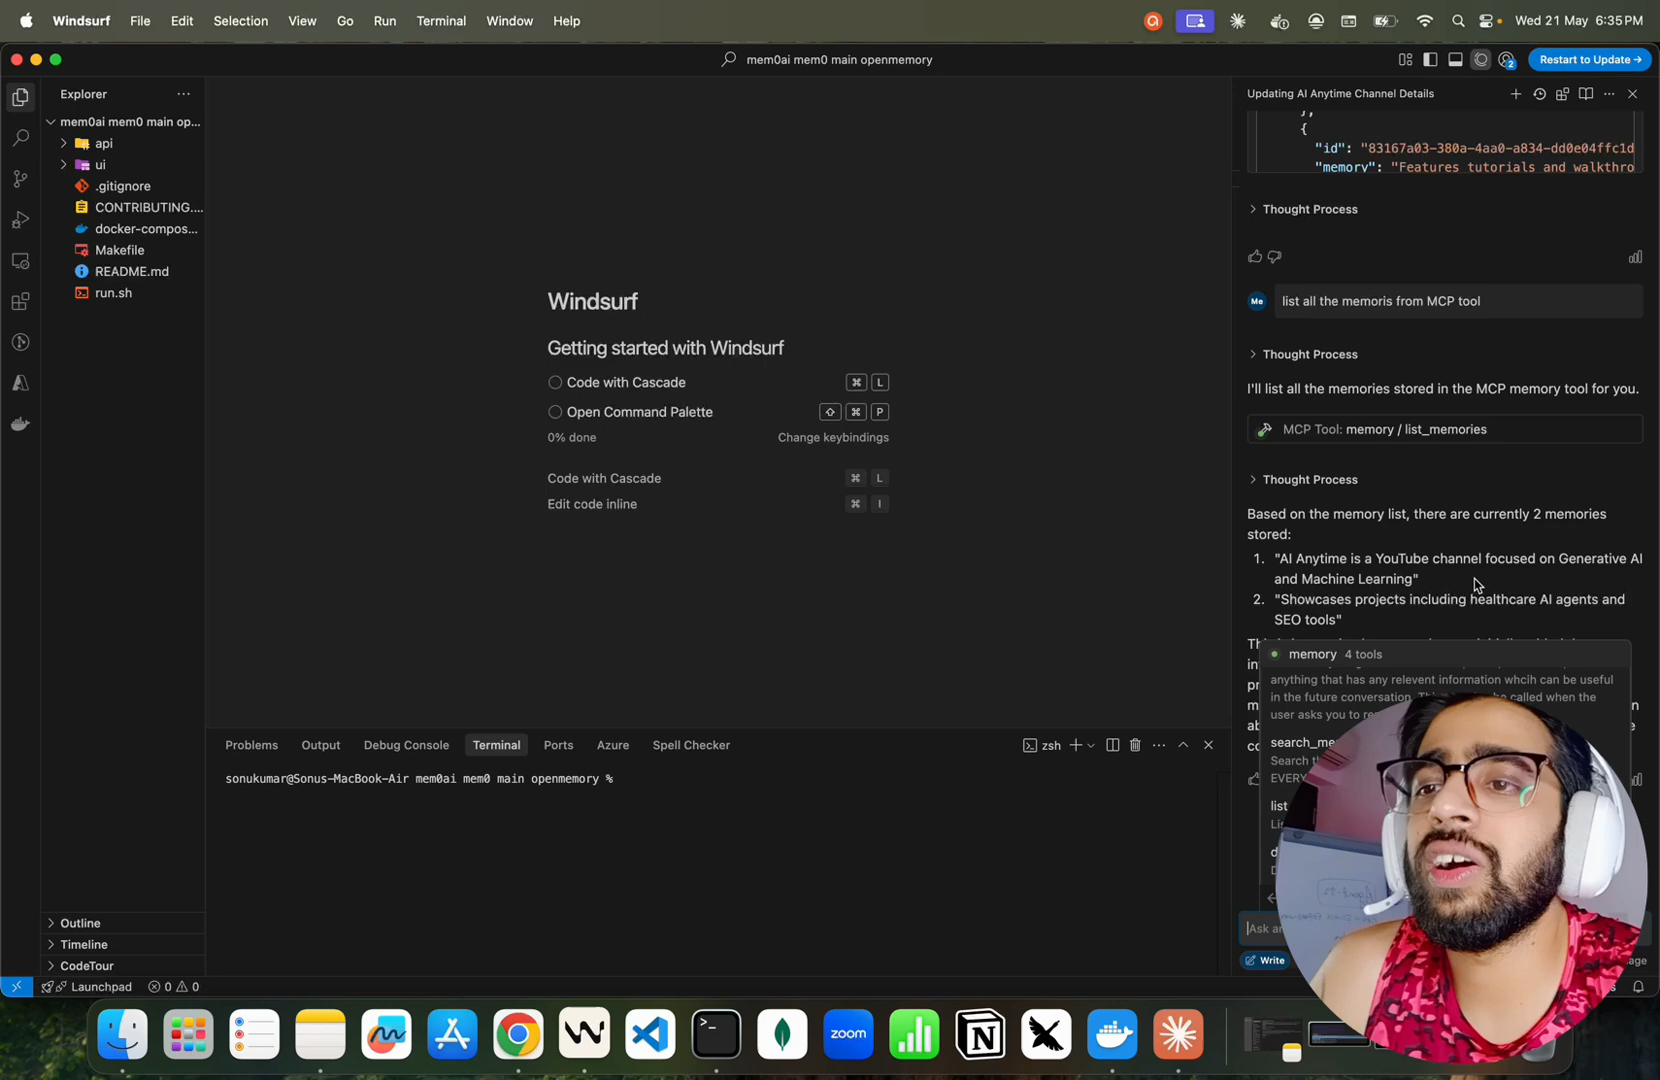 Windsurf File Edit Selection View Go Run Terminal Window Help
Wed 21 May 6:35 PM
mem0ai mem0 main openmemory
2
Restart to Update →
Explorer
mem0ai mem0 main op...
api
ui
.gitignore
CONTRIBUTING....
docker-compos...
Makefile
README.md
run.sh
Outline
Timeline
CodeTour
Windsurf
Getting started with Windsurf
Code with Cascade ⌘ L
Open Command Palette ⇧ ⌘ P
0% done Change keybindings
Code with Cascade ⌘ L
Edit code inline ⌘ I
Problems Output Debug Console Terminal Ports Azure Spell Checker
zsh
sonukumar@Sonus-MacBook-Air mem0ai mem0 main openmemory %
Updating AI Anytime Channel Details
},
{
"id": "83167a03-380a-4aa0-a834-dd0e04ffc1d
"memory": "Features tutorials and walkthro
Thought Process
Me list all the memoris from MCP tool
Thought Process
I'll list all the memories stored in the MCP memory tool for you.
MCP Tool: memory / list_memories
Thought Process
Based on the memory list, there are currently 2 memories
stored:
1. "AI Anytime is a YouTube channel focused on Generative AI
and Machine Learning"
2. "Showcases projects including healthcare AI agents and
SEO tools"
memory 4 tools
anything that has any relevent information whcih can be useful
in the future conversation. be called when the
user asks you to
Search
EVERY
list
Write
Launchpad 0 0
zoom